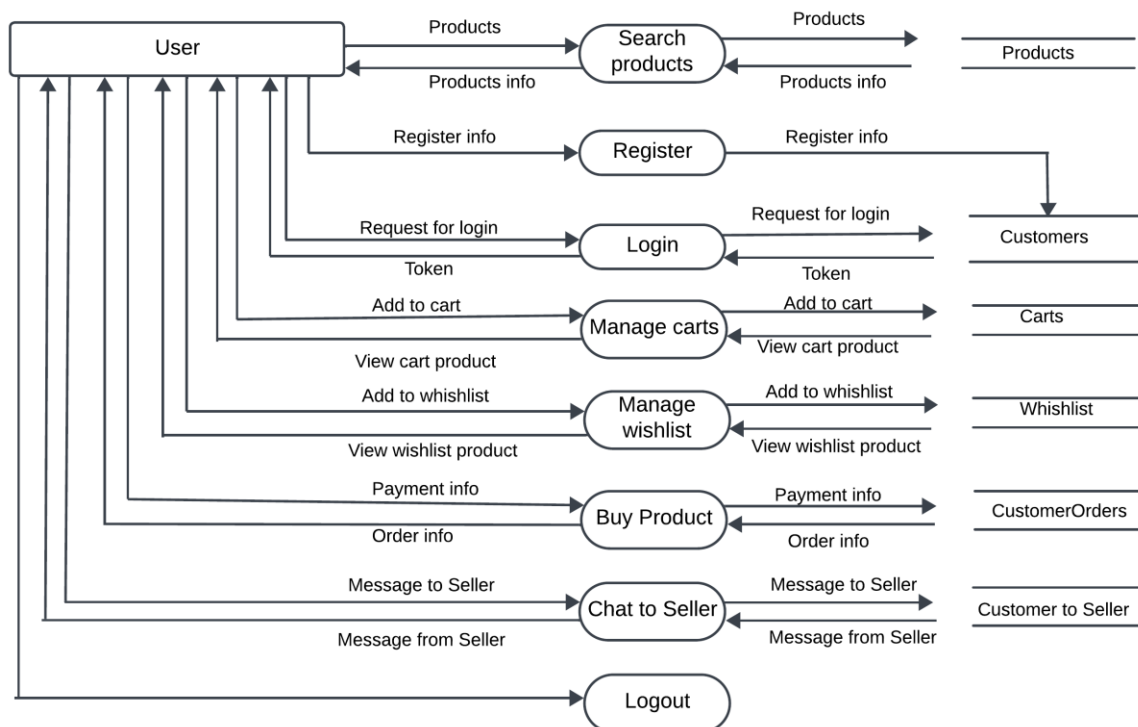 User
Products
Search
products
Products
Products
Products info
Products info
Register info
Register
Register info
Request for login
Login
Request for login
Customers
Token
Token
Add to cart
Manage carts
Add to cart
Carts
View cart product
View cart product
Add to whishlist
Manage
wishlist
Add to whishlist
Whishlist
View wishlist product
View wishlist product
Payment info
Buy Product
Payment info
CustomerOrders
Order info
Order info
Message to Seller
Chat to Seller
Message to Seller
Customer to Seller
Message from Seller
Message from Seller
Logout